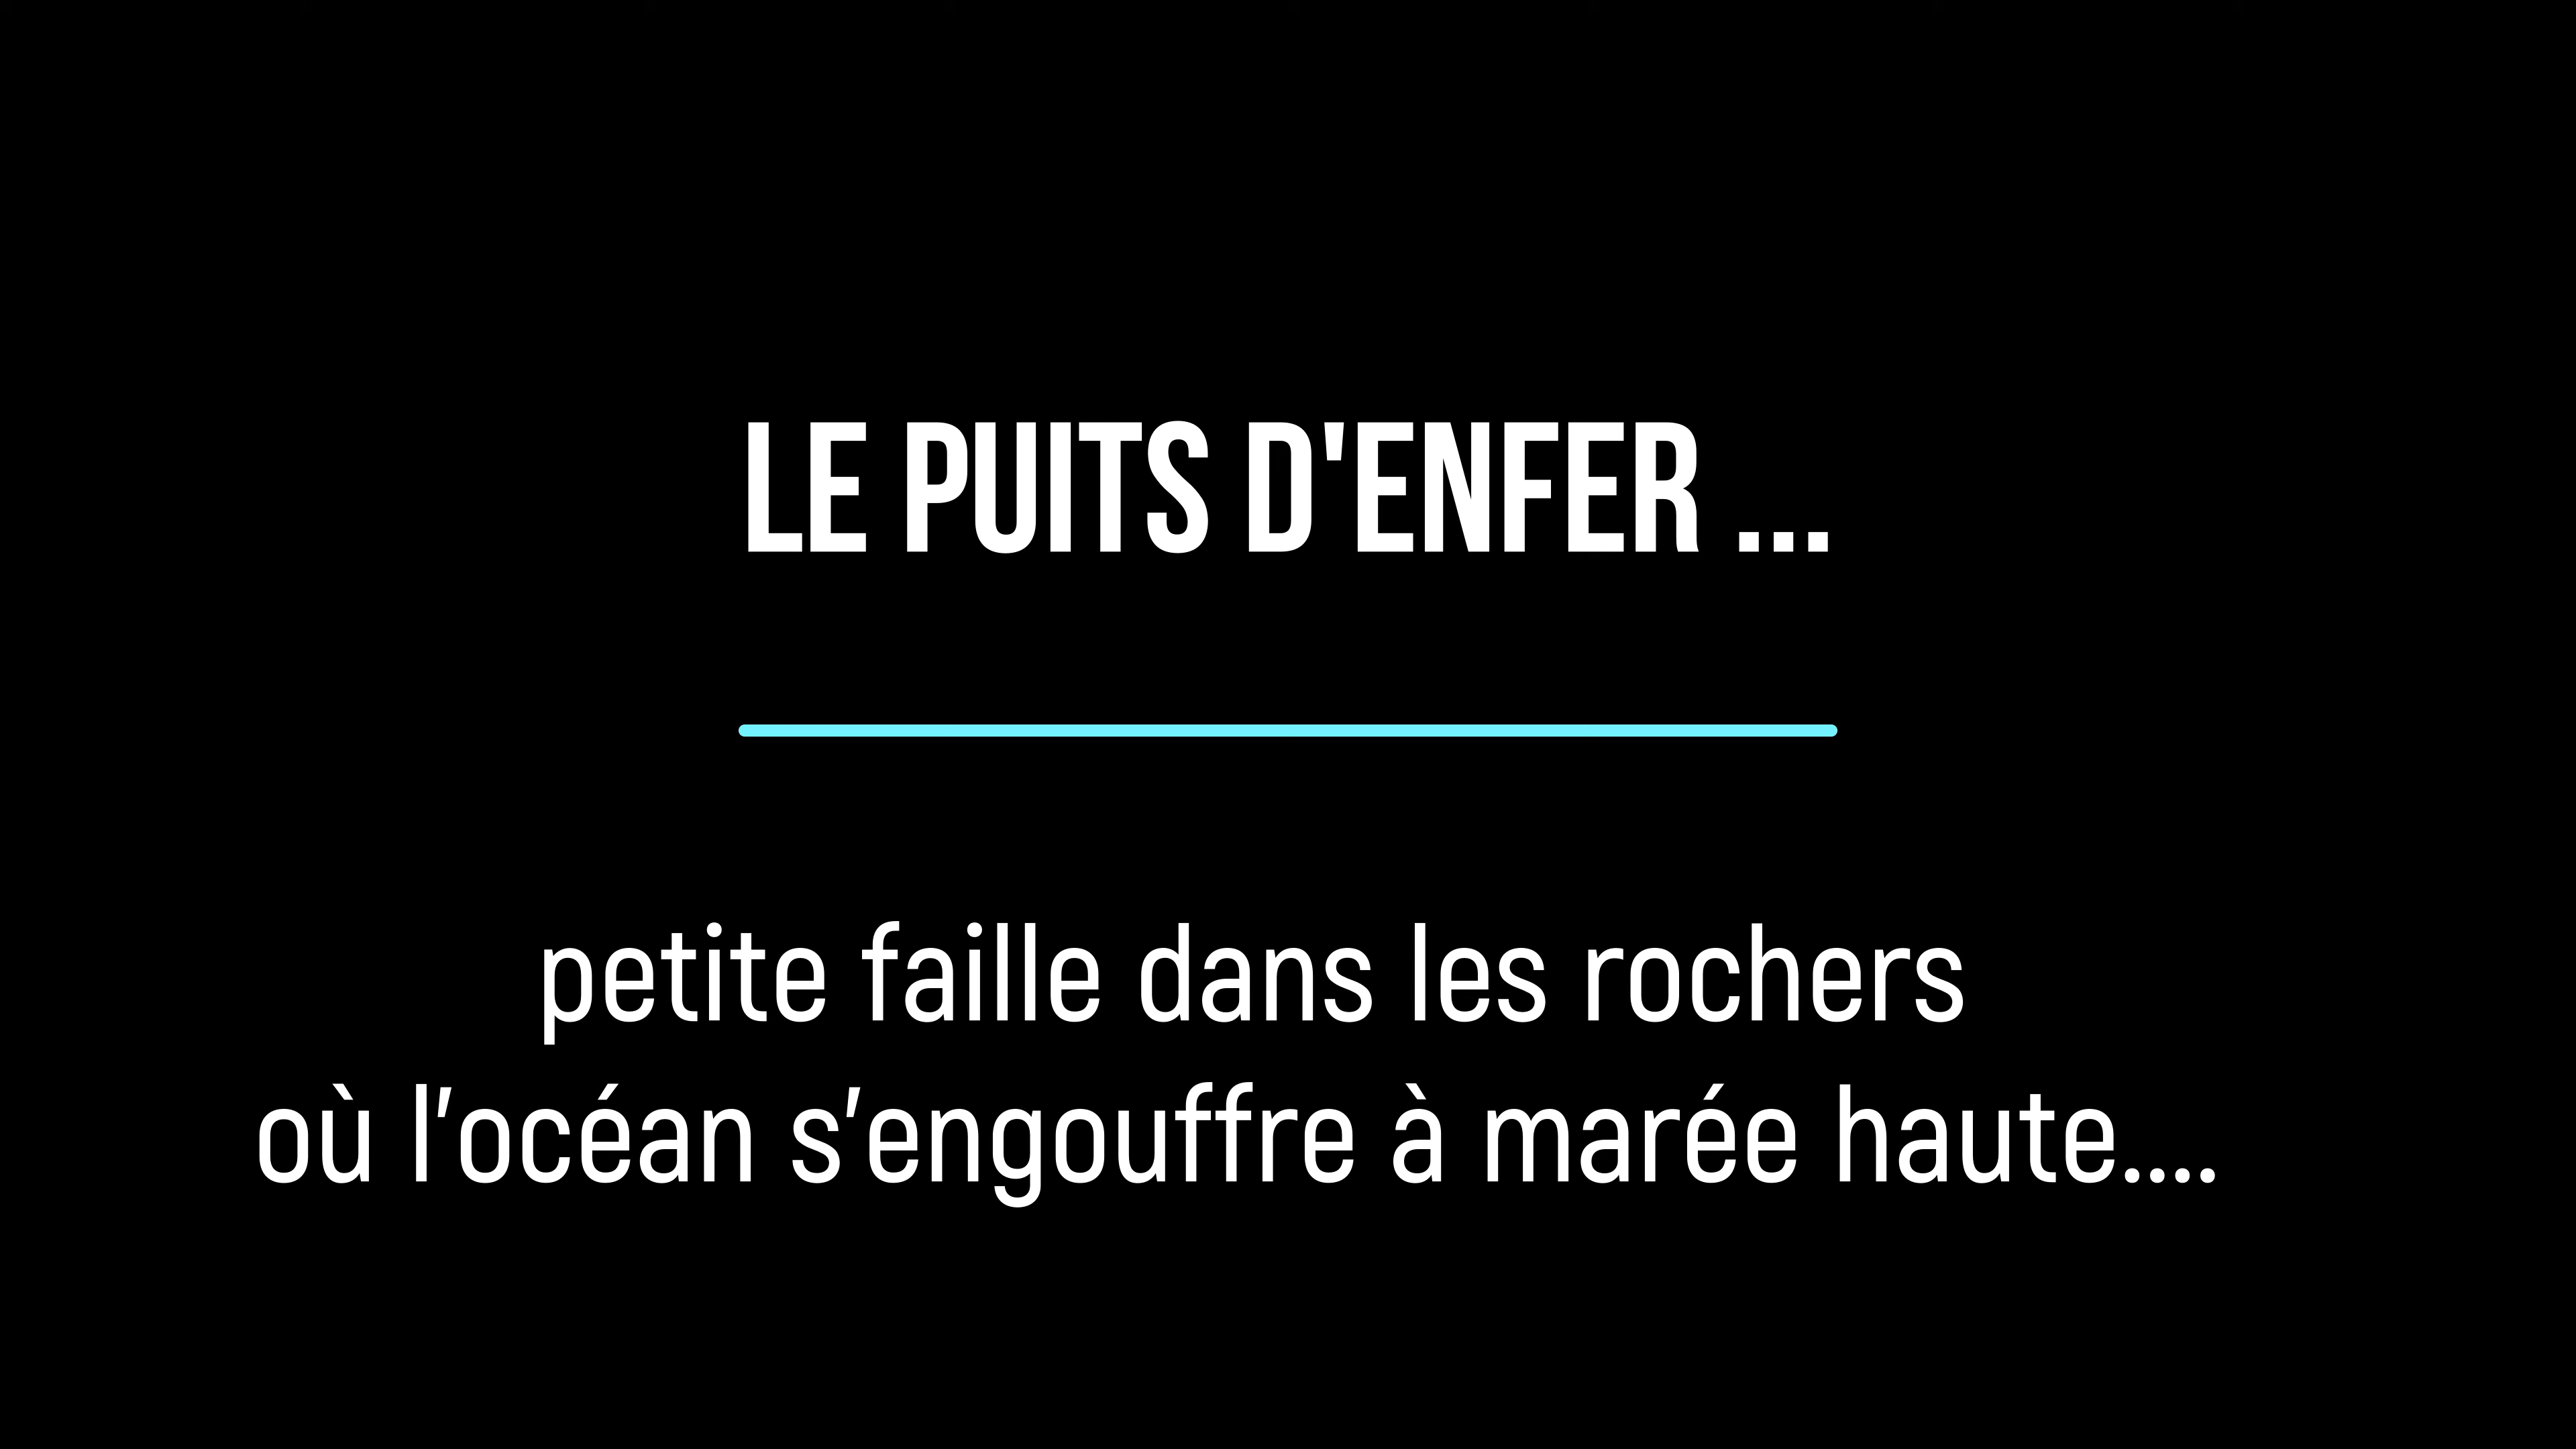 LE PUITS D'ENFER ...
petite faille dans les rochers
où l’océan s’engouffre à marée haute....